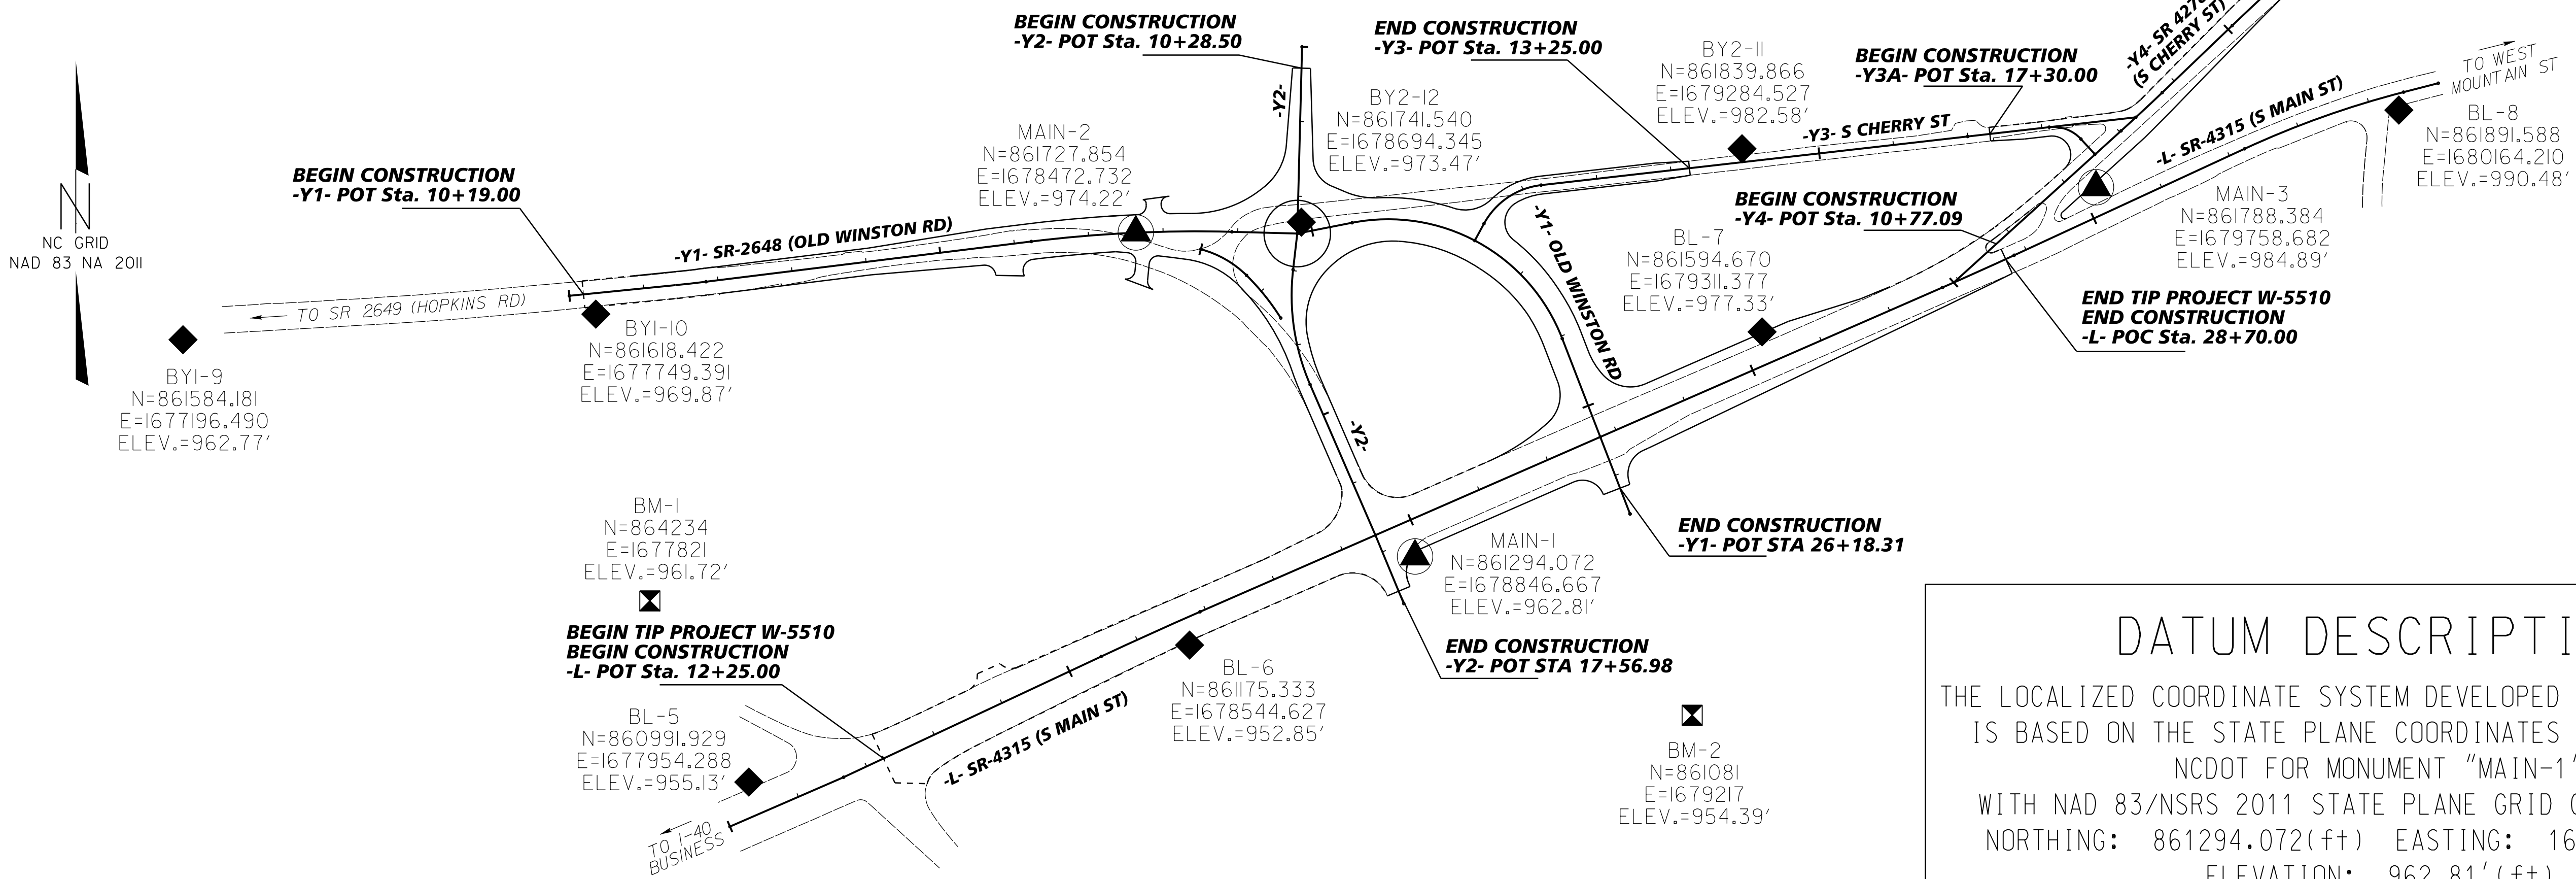 BEGIN CONSTRUCTION
-Y2- POT Sta. 10+28.50
END CONSTRUCTION
-Y3- POT Sta. 13+25.00
BY2-11
N=861839.866
E=1679284.527
ELEV.=982.58'
BEGIN CONSTRUCTION
-Y3A- POT Sta. 17+30.00
(S CHERRY ST)
TO WEST
MOUNTAIN ST
BL-8
N=861891.588
E=1680164.210
ELEV.=990.48'
-Y2-
BY2-12
N=861741.540
E=1678694.345
ELEV.=973.47'
MAIN-2
N=861727.854
E=1678472.732
ELEV.=974.22'
-Y3- S CHERRY ST
-L- SR-4315 (S MAIN ST)
BEGIN CONSTRUCTION
-Y1- POT Sta. 10+19.00
N
NC GRID
NAD 83 NA 2011
-Y1- SR-2648 (OLD WINSTON RD)
BEGIN CONSTRUCTION
-Y4- POT Sta. 10+77.09
MAIN-3
N=861788.384
E=1679758.682
ELEV.=984.89'
BL-7
N=861594.670
E=1679311.377
ELEV.=977.33'
-Y1- OLD WINSTON RD
TO SR 2649 (HOPKINS RD)
BY1-10
N=861618.422
E=1677749.391
ELEV.=969.87'
END TIP PROJECT W-5510
END CONSTRUCTION
-L- POC Sta. 28+70.00
BY1-9
N=861584.181
E=1677196.490
ELEV.=962.77'
-Y2-
BM-1
N=864234
E=1677821
ELEV.=961.72'
END CONSTRUCTION
-Y1- POT STA 26+18.31
MAIN-1
N=861294.072
E=1678846.667
ELEV.=962.81'
BEGIN TIP PROJECT W-5510
BEGIN CONSTRUCTION
-L- POT Sta. 12+25.00
END CONSTRUCTION
-Y2- POT STA 17+56.98
BL-6
N=861175.333
E=1678544.627
ELEV.=952.85'
BL-5
N=860991.929
E=1677954.288
ELEV.=955.13'
-L- SR-4315 (S MAIN ST)
BM-2
N=861081
E=1679217
ELEV.=954.39'
TO I-40
BUSINESS
DATUM
THE LOCALIZED COORDINATE SYSTEM DEVELOPED
IS BASED ON THE STATE PLANE COORDINATES
NCDOT FOR MONUMENT "MAIN-1"
WITH NAD 83/NSRS 2011 STATE PLANE GRID
NORTHING: 861294.072(ft) EASTING:
ELEVATION: 962.81'(ft)